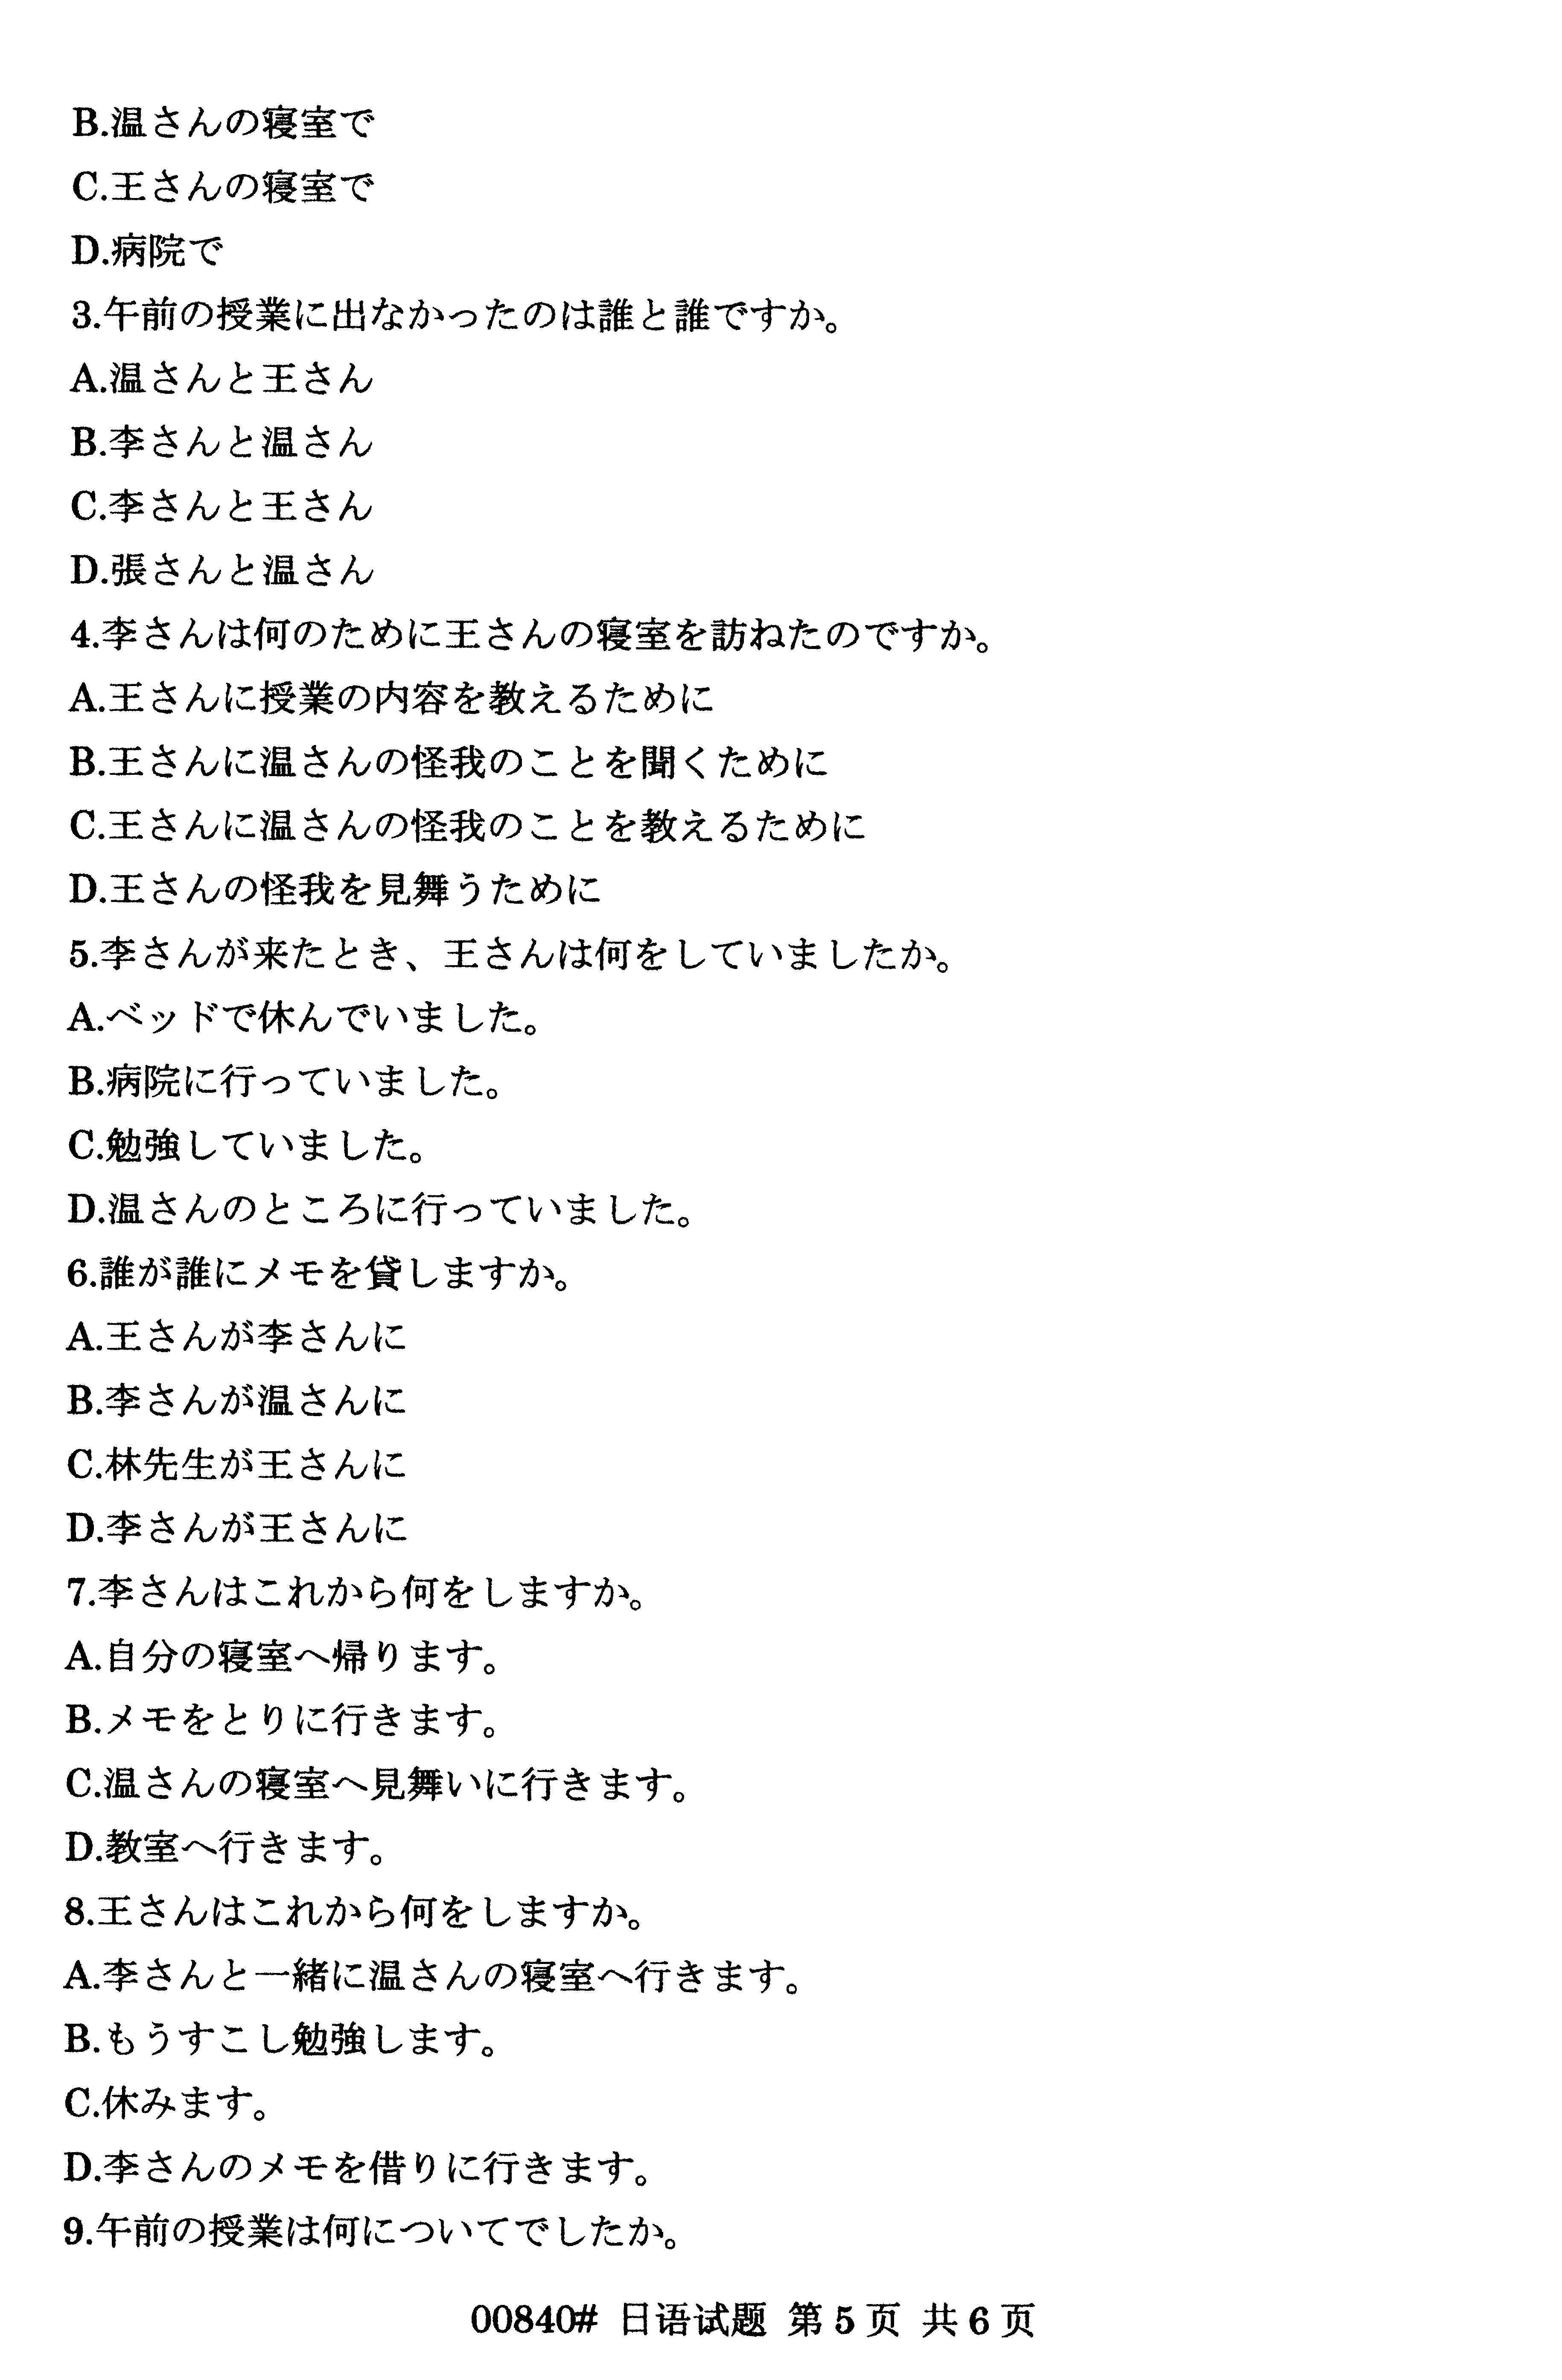 B.温さんの寝室で
C.王さんの寝室で
D.病院で
3.午前の授業に出なかったのは誰と誰ですか。
A.温さんと王さん
B.李さんと温さん
C.李さんと王さん
D.張さんと温さん
4.李さんは何のために王さんの寝室を訪ねたのですか。
A.王さんに授業の内容を教えるために
B.王さんに温さんの怪我のことを聞くために
C.王さんに温さんの怪我のことを教えるために
D.王さんの怪我を見舞うために
5.李さんが来たとき、王さんは何をしていましたか。
A.ベッドで休んでいました。
B.病院に行っていました。
C.勉強していました。
D.温さんのところに行っていました。
6.誰が誰にメモを貸しますか。
A.王さんが李さんに
B.李さんが温さんに
C.林先生が王さんに
D.李さんが王さんに
7.李さんはこれから何をしますか。
A.自分の寝室へ帰ります。
B.メモをとりに行きます。
C.温さんの寝室へ見舞いに行きます。
D.教室へ行きます。
8.王さんはこれから何をしますか。
A.李さんと一緒に温さんの寝室へ行きます。
B.もうすこし勉強します。
C.休みます。
D.李さんのメモを借りに行きます。
9.午前の授業は何についてでしたか。
00840# 日语试题 第 5 页 共 6 页